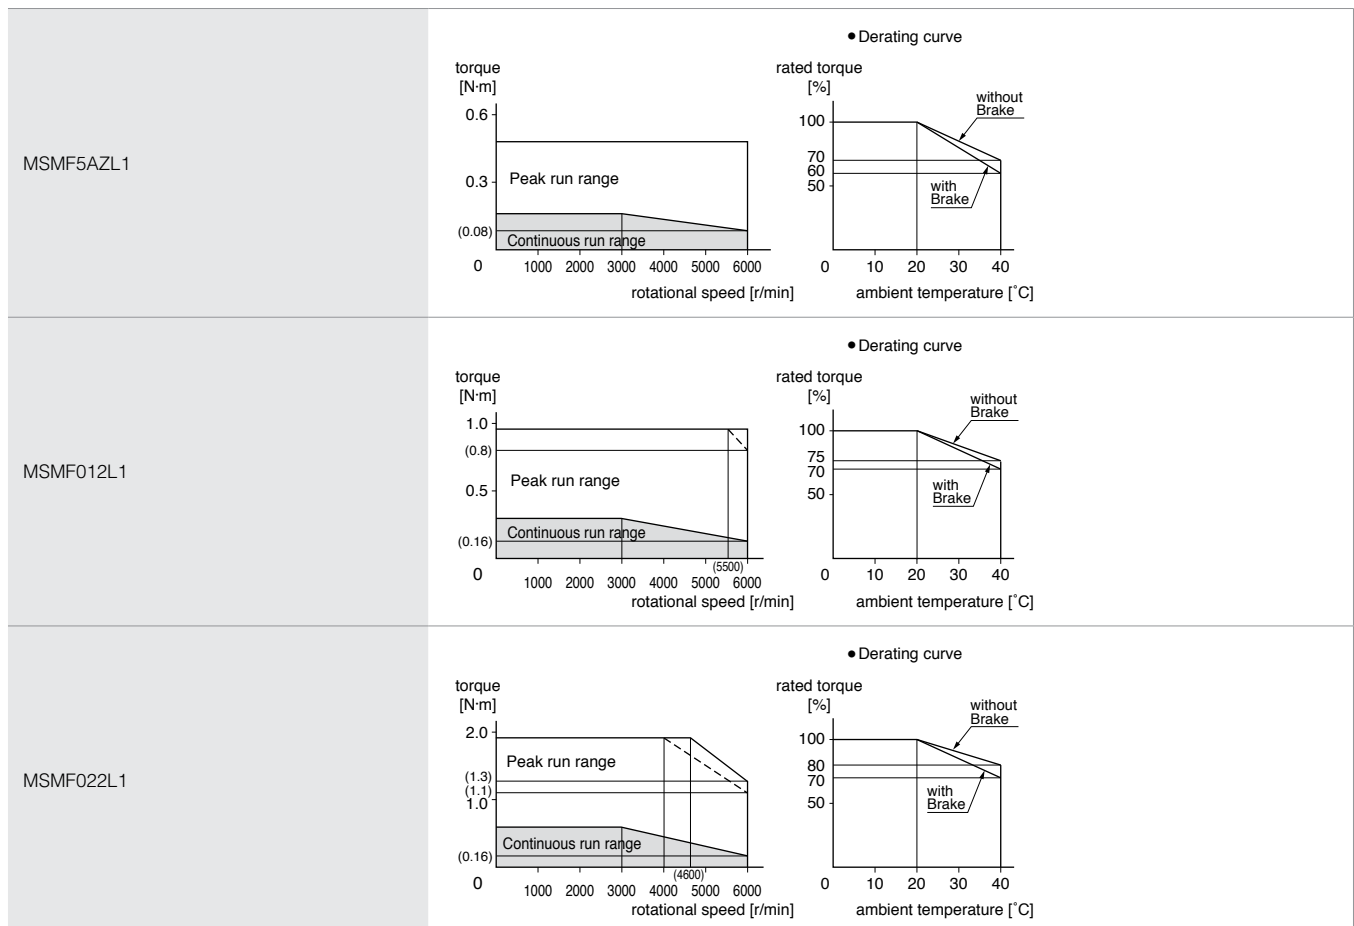 MSMF5AZL1
torque
[N·m]
0.6
0.3
(0.08)
0
Peak run range
Continuous run range
1000 2000 3000 4000 5000 6000
rotational speed [r/min]
● Derating curve
rated torque
[%]
100
70
60
50
without
Brake
with
Brake
0 10 20 30 40
ambient temperature [˚C]
MSMF012L1
torque
[N·m]
1.0
(0.8)
0.5
(0.16)
0
Peak run range
Continuous run range
(5500)
1000 2000 3000 4000 5000 6000
rotational speed [r/min]
● Derating curve
rated torque
[%]
100
75
70
50
without
Brake
with
Brake
0 10 20 30 40
ambient temperature [˚C]
MSMF022L1
torque
[N·m]
2.0
(1.3)
(1.1)
1.0
(0.16)
0
Peak run range
Continuous run range
(4600)
1000 2000 3000 4000 5000 6000
rotational speed [r/min]
● Derating curve
rated torque
[%]
100
80
70
50
without
Brake
with
Brake
0 10 20 30 40
ambient temperature [˚C]